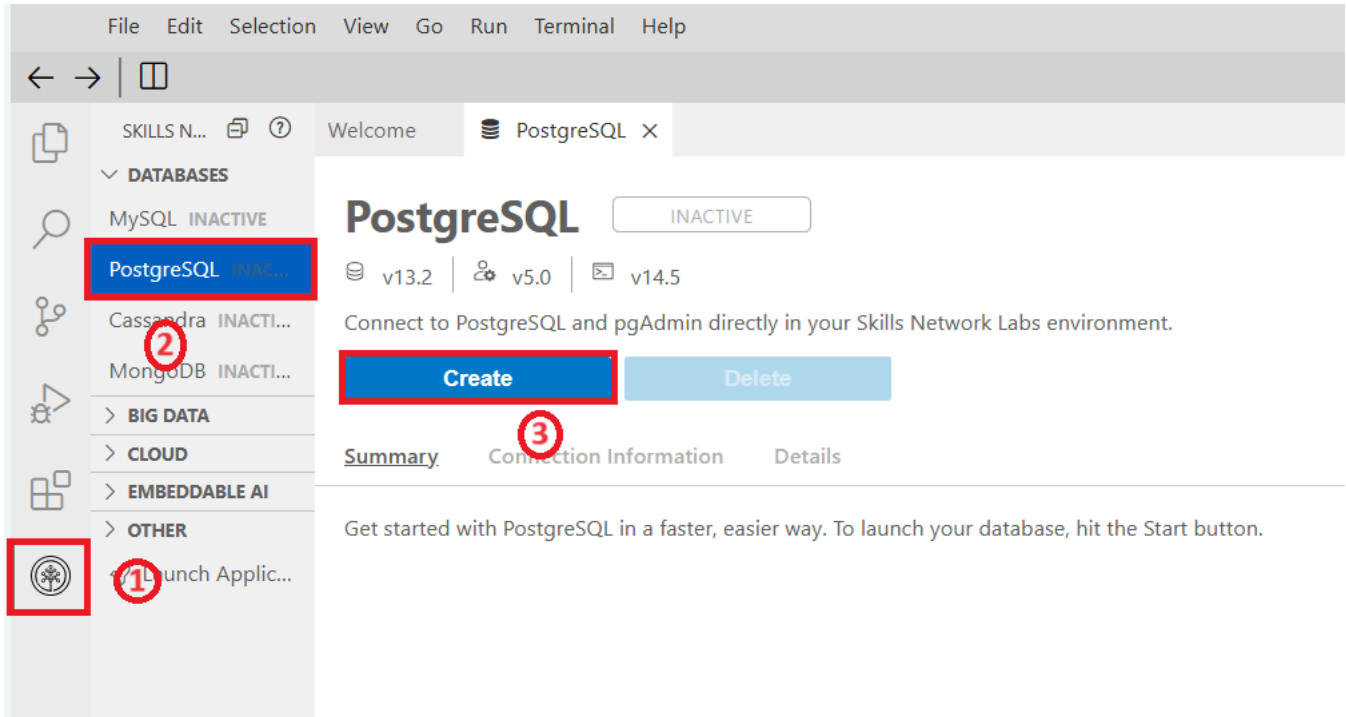 File Edit Selection View Go Run Terminal Help
SKILLS N...
Welcome
PostgreSQL
DATABASES
MySQL INACTIVE
PostgreSQL INAC...
Cassandra INACTI...
2
MongoDB INACTI...
BIG DATA
CLOUD
EMBEDDABLE AI
OTHER
Launch Applic...
1
PostgreSQL INACTIVE
v13.2 v5.0 v14.5
Connect to PostgreSQL and pgAdmin directly in your Skills Network Labs environment.
Create Delete
3
Summary Connection Information Details
Get started with PostgreSQL in a faster, easier way. To launch your database, hit the Start button.